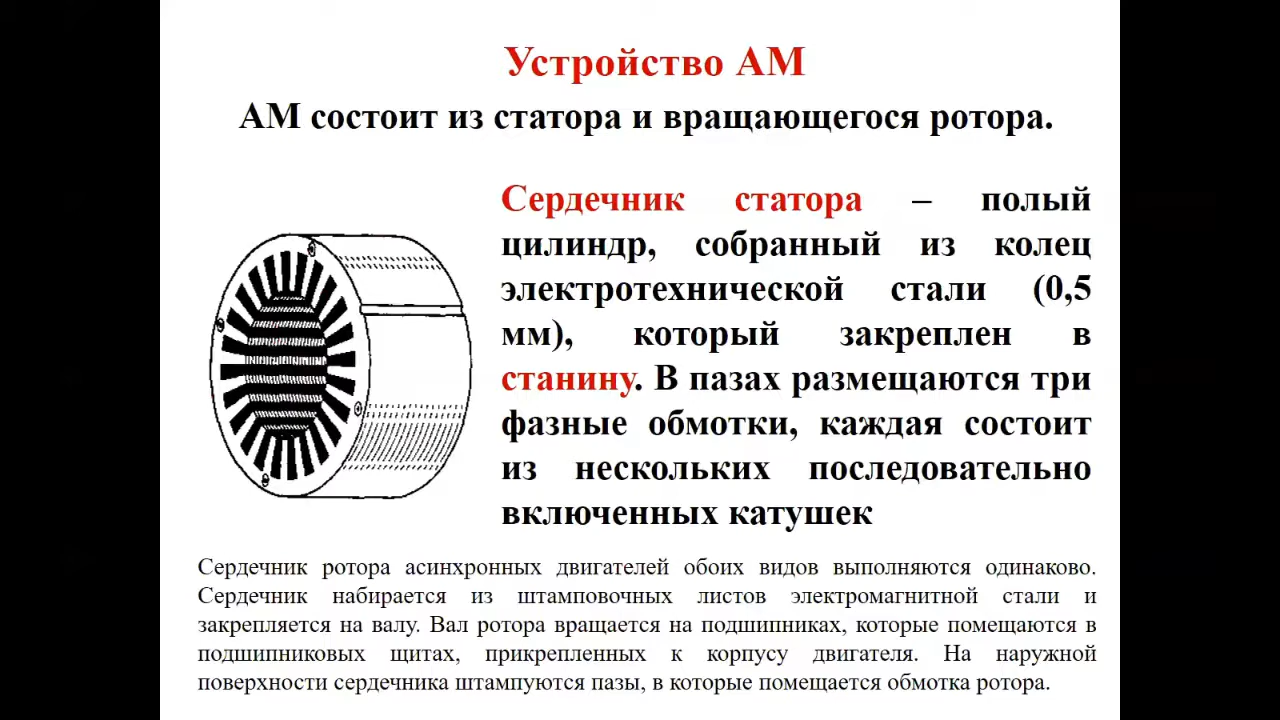 Устройство АМ
АМ состоит из статора и вращающегося ротора.
Сердечник статора – полый
цилиндр, собранный из колец
электротехнической стали (0,5
мм), который закреплен в
станину. В пазах размещаются три
фазные обмотки, каждая состоит
из нескольких последовательно
включенных катушек
Сердечник ротора асинхронных двигателей обоих видов выполняются одинаково.
Сердечник набирается из штамповочных листов электромагнитной стали и
закрепляется на валу. Вал ротора вращается на подшипниках, которые помещаются в
подшипниковых щитах, прикрепленных к корпусу двигателя. На наружной
поверхности сердечника штампуются пазы, в которые помещается обмотка ротора.